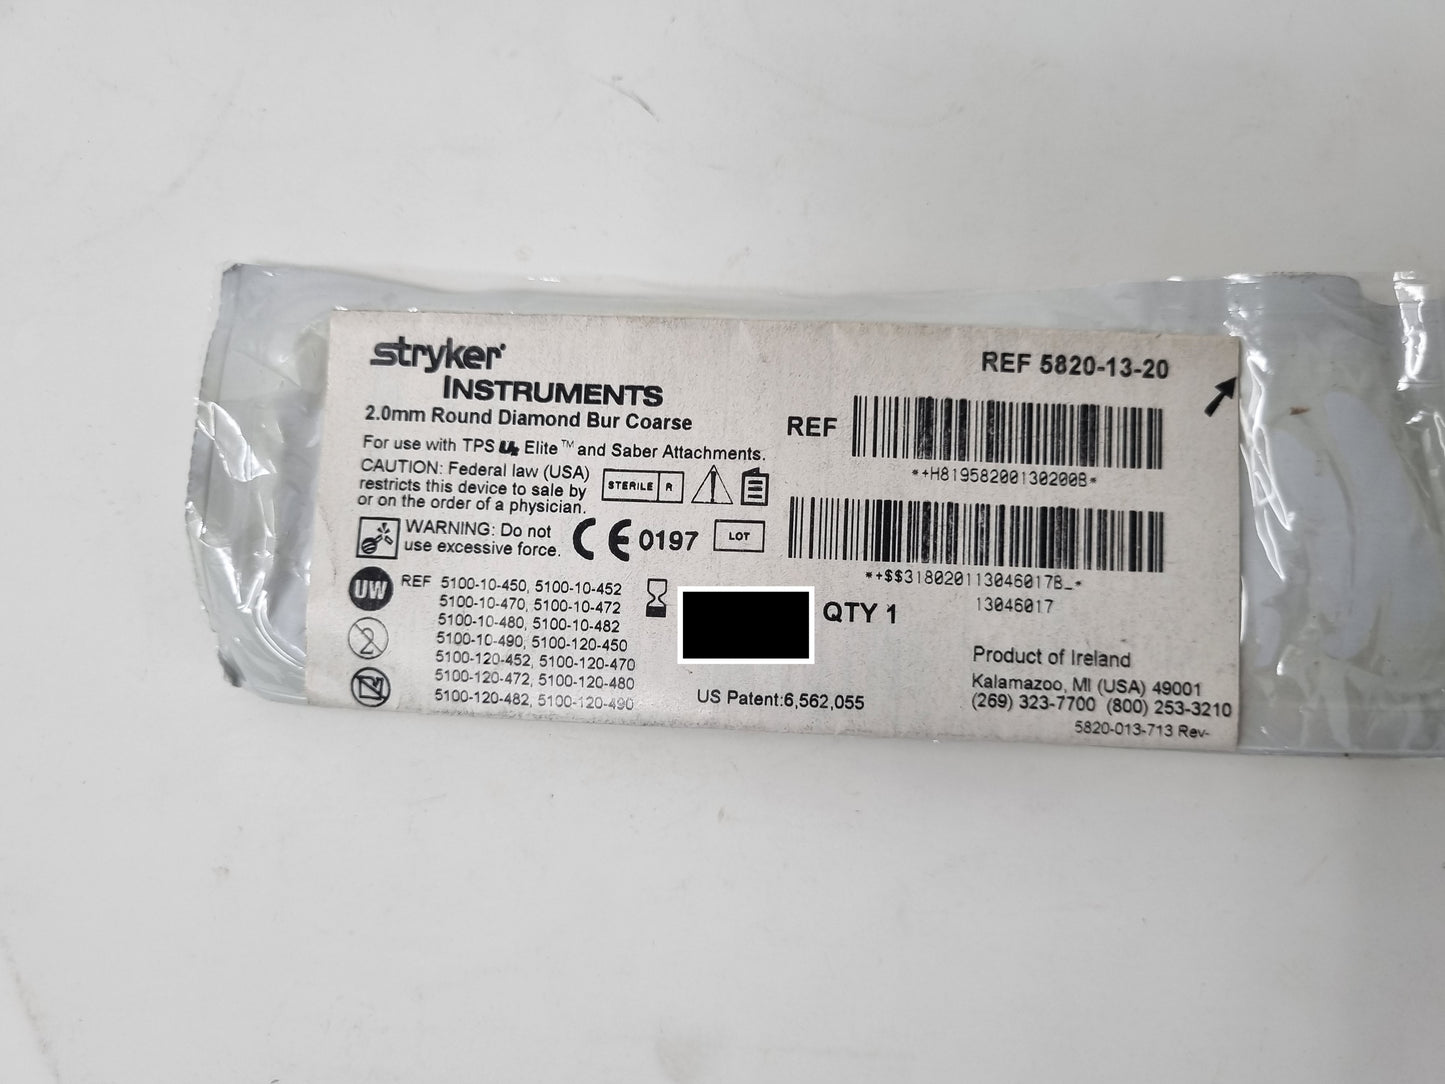 stryker
INSTRUMENTS
2.0mm Round Diamond Bur Coarse
For use with TPS U2 Elite™ and Saber Attachments.
CAUTION: Federal law (USA)
restricts this device to sale by
or on the order of a physician.
STERILE R
WARNING: Do not
use excessive force.
CE 0197
LOT
UW
2
REF 5100-10-450, 5100-10-452
5100-10-470, 5100-10-472
5100-10-480, 5100-10-482
5100-10-490, 5100-120-450
5100-120-452, 5100-120-470
5100-120-472, 5100-120-480
5100-120-482, 5100-120-490
REF 5820-13-20
REF
*+H819582001302008*
*+$$318020113046017B_*
13046017
QTY 1
US Patent:6,562,055
Product of Ireland
Kalamazoo, MI (USA) 49001
(269) 323-7700 (800) 253-3210
5820-013-713 Rev-